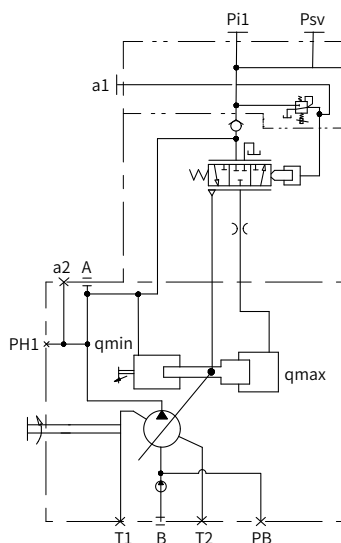 Pi1 Psv
a1
a2 A
PH1 qmin
qmax
T1 B T2 PB